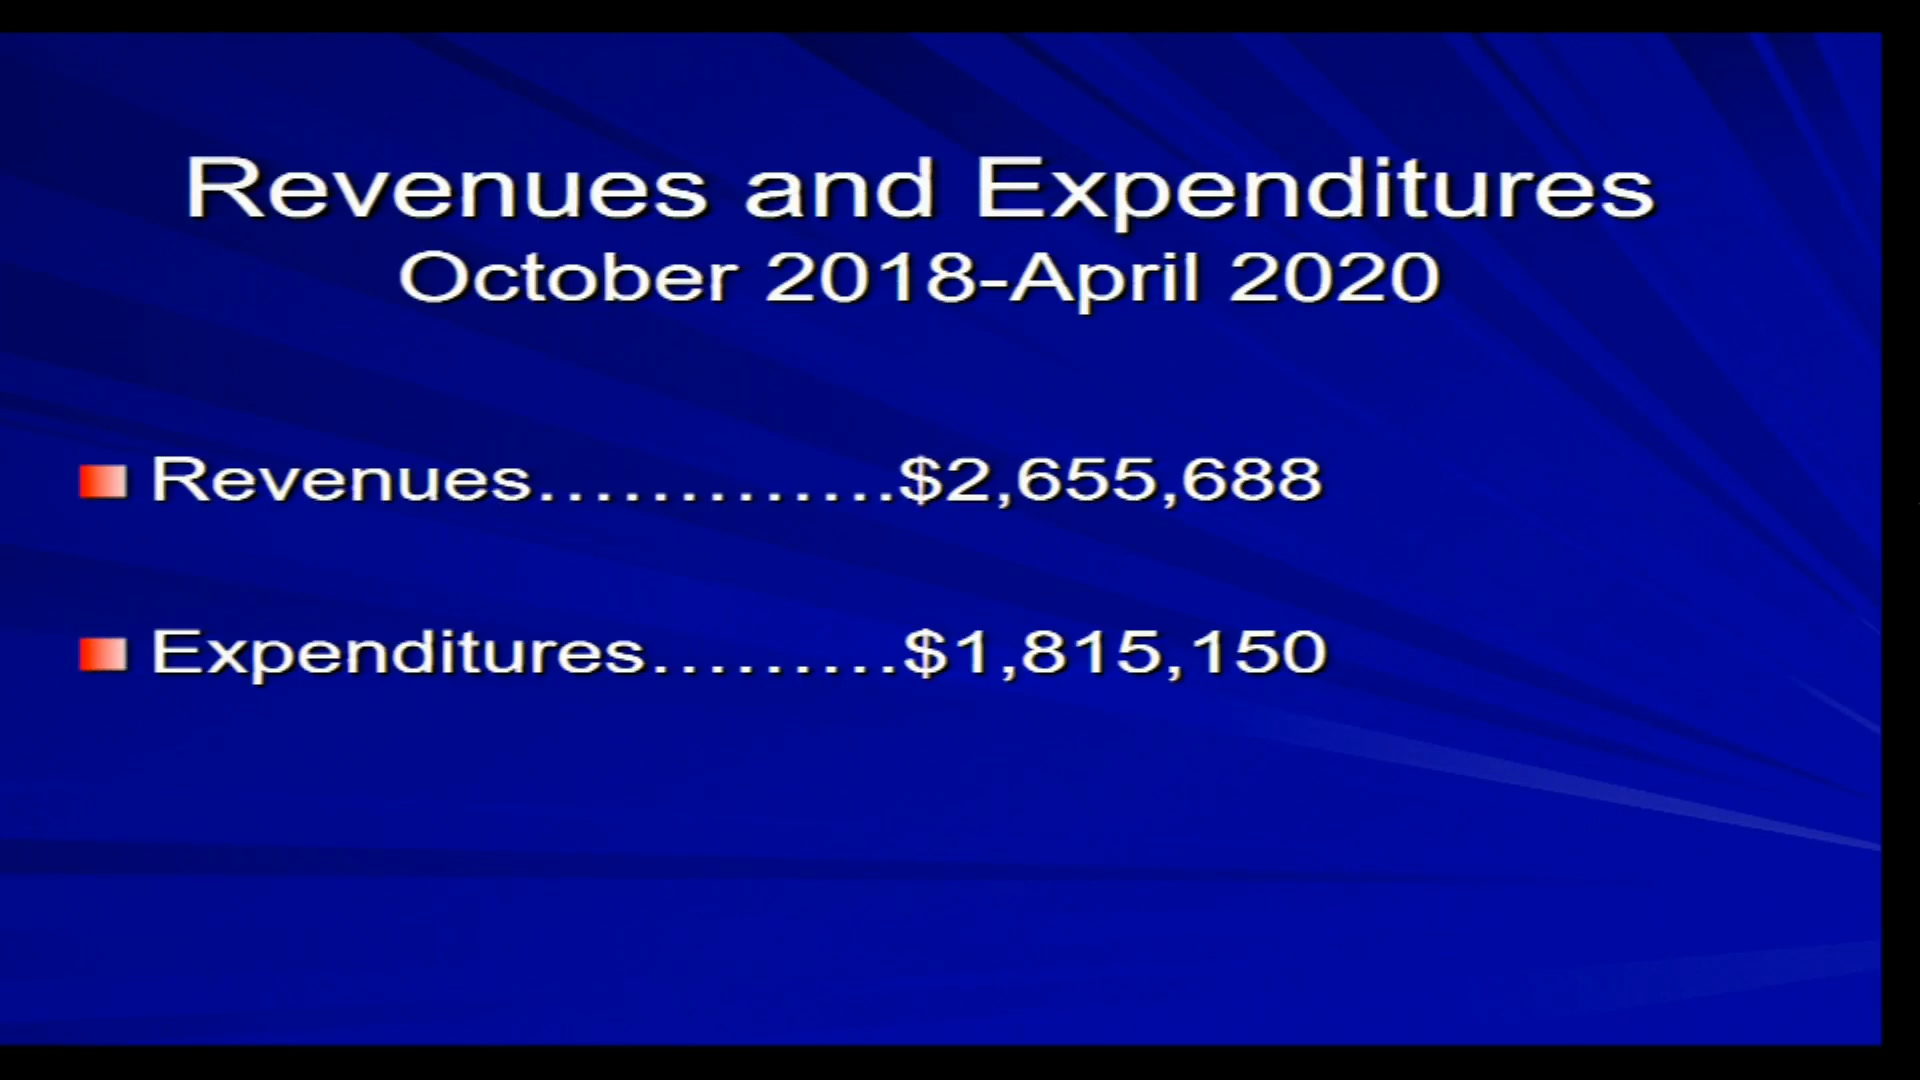 Revenues and Expenditures
October 2018-April 2020
Revenues.............$2,655,688
Expenditures.........$1,815,150